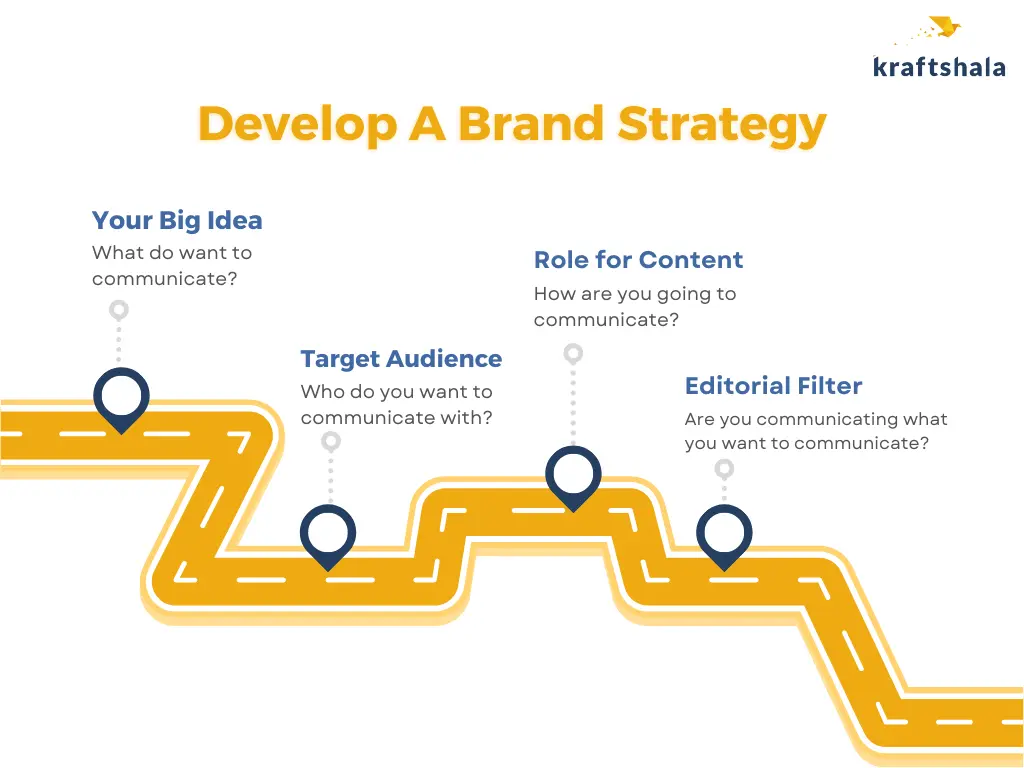 kraftshala
Develop A Brand Strategy
Your Big Idea
What do want to
communicate?
Target Audience
Who do you want to
communicate with?
Role for Content
How are you going to
communicate?
Editorial Filter
Are you communicating what
you want to communicate?